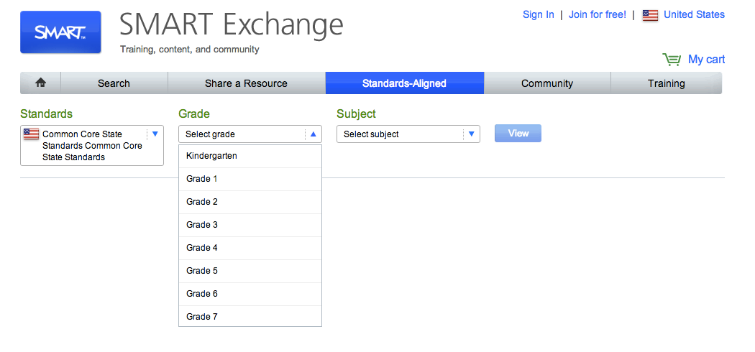 SMART
SMART Exchange
Training, content, and community
Sign In | Join for free! | United States
My cart
Search
Share a Resource
Standards-Aligned
Community
Training
Standards
Common Core State
Standards Common Core
State Standards
Grade
Select grade
Kindergarten
Grade 1
Grade 2
Grade 3
Grade 4
Grade 5
Grade 6
Grade 7
Subject
Select subject
View